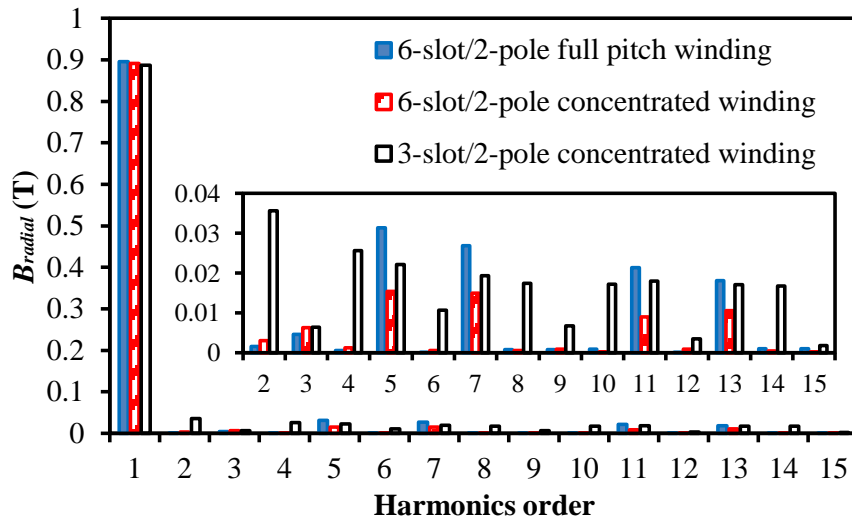 1
0.9
0.8
0.7
0.6
0.5
0.4
0.3
0.2
0.1
0
Bradial (T)
6-slot/2-pole full pitch winding
6-slot/2-pole concentrated winding
3-slot/2-pole concentrated winding
0.04
0.03
0.02
0.01
0
2 3 4 5 6 7 8 9 10 11 12 13 14 15
1 2 3 4 5 6 7 8 9 10 11 12 13 14 15
Harmonics order